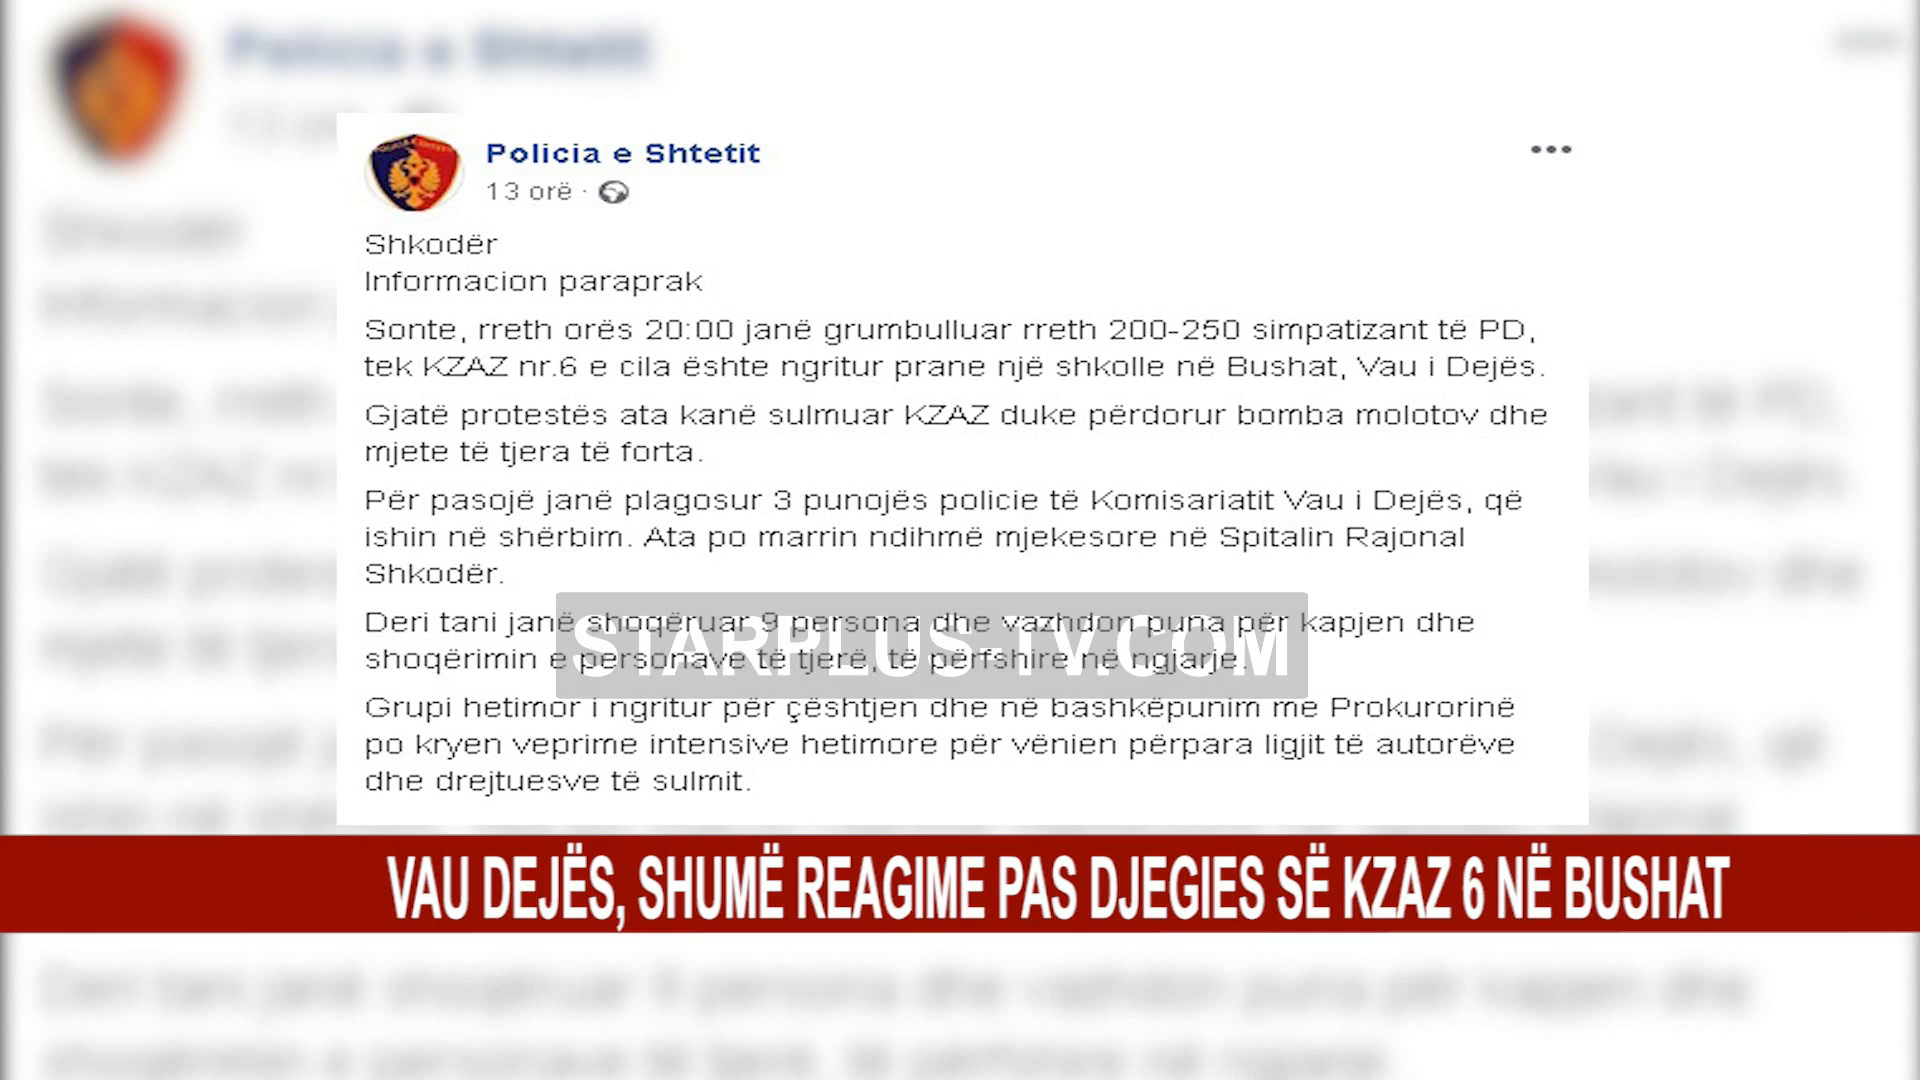 Policia e Shtetit
13 orë ·
Shkodër
Informacion paraprak
Sonte, rreth orës 20:00 janë grumbulluar rreth 200-250 simpatizant të PD,
tek KZAZ nr.6 e cila ështe ngritur prane një shkolle në Bushat, Vau i Dejës.
Gjatë protestës ata kanë sulmuar KZAZ duke përdorur bomba molotov dhe
mjete të tjera të forta.
Për pasojë janë plagosur 3 punojës policie të Komisariatit Vau i Dejës, që
ishin në shërbim. Ata po marrin ndihmë mjekesore në Spitalin Rajonal
Shkodër.
Deri tani janë shoqëruar 9 persona dhe vazhdon puna për kapjen dhe
shoqërimin e personave të tjerë, të përfshire në ngjarje.
STARPLUS-TV.COM
Grupi hetimor i ngritur për çështjen dhe në bashkëpunim me Prokurorinë
po kryen veprime intensive hetimore për vënien përpara ligjit të autorëve
dhe drejtuesve të sulmit.
VAU DEJËS, SHUMË REAGIME PAS DJEGIES SË KZAZ 6 NË BUSHAT